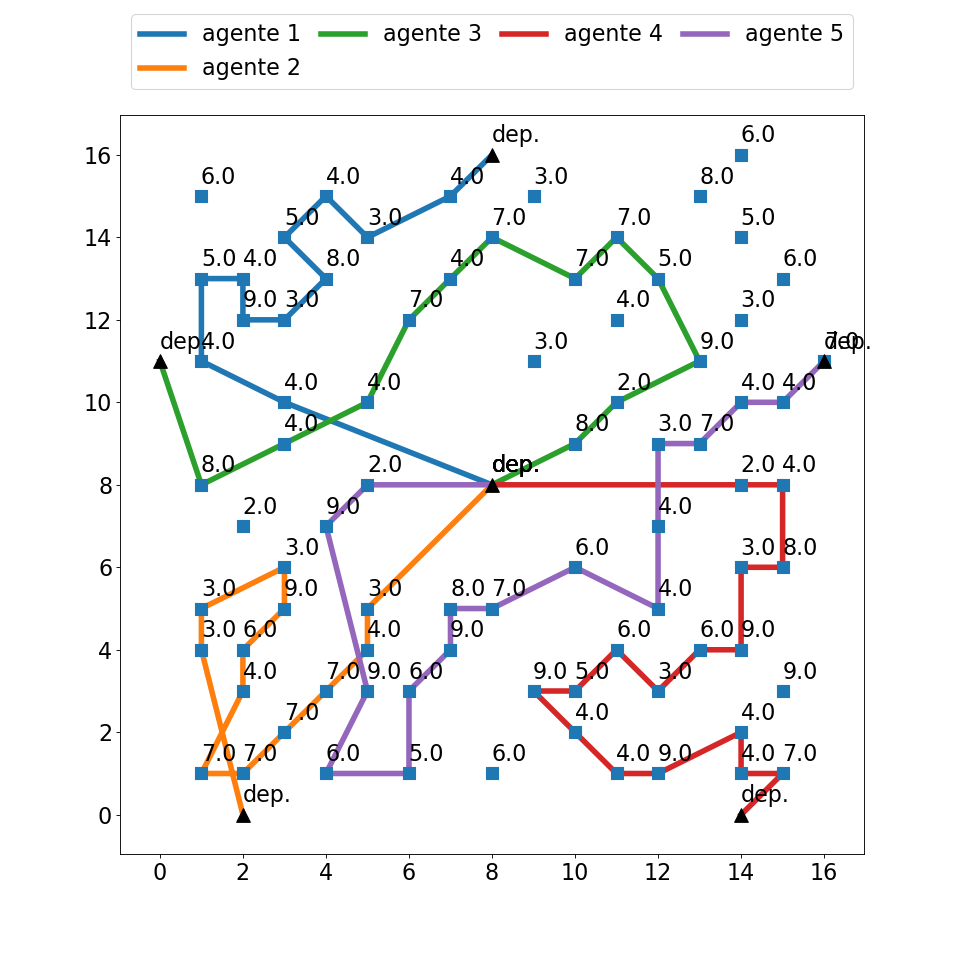 agente 1 agente 3 agente 4 agente 5
agente 2
dep. 6.0
16
6.0 4.0 4.0 3.0 8.0
5.0 3.0 7.0 7.0 5.0
14
5.0 4.0 8.0 4.0 7.0 5.0 6.0
9.0 3.0 7.0 4.0 3.0
12
dep. 4.0 3.0 9.0 7.0 dep.
4.0 4.0 2.0 4.0 4.0
10
4.0 8.0 3.0 7.0
8.0 2.0 dep. 2.0 4.0
8
2.0 9.0 4.0
3.0 6.0 3.0 8.0
6
3.0 9.0 3.0 8.0 7.0 4.0
3.0 6.0 4.0 9.0 6.0 6.0 9.0
4
4.0 7.0 9.0 6.0 9.0 5.0 3.0 9.0
7.0 4.0 4.0
2
7.0 7.0 6.0 5.0 6.0 4.0 9.0 4.0 7.0
dep. dep.
0
0 2 4 6 8 10 12 14 16